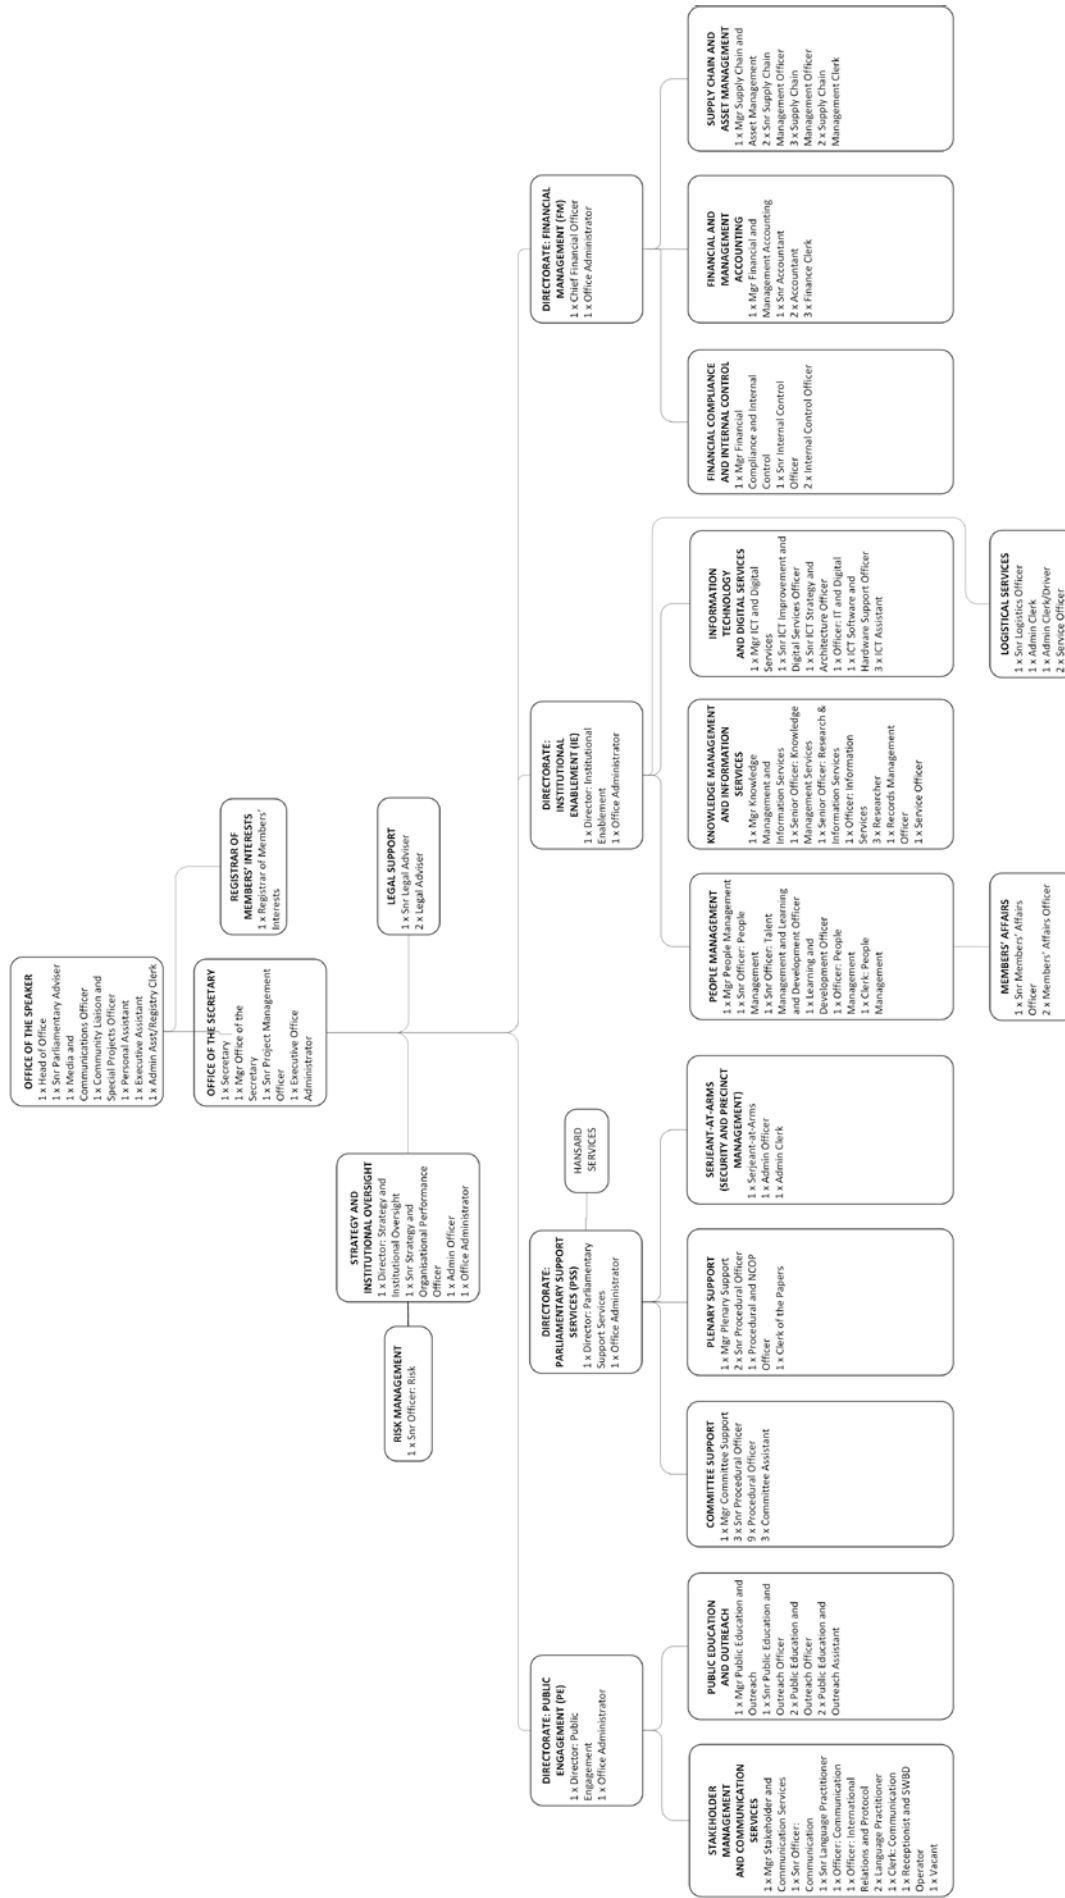 OFFICE OF THE SPEAKER
1 x Head of Office
1 x Snr Parliamentary Adviser
1 x Media and
Communications Officer
1 x Community Liaison and
Special Projects Officer
1 x Personal Assistant
1 x Executive Assistant
1 x Admin Asst/Registry Clerk
REGISTRAR OF
MEMBERS' INTERESTS
1 x Registrar of Members'
Interests
OFFICE OF THE SECRETARY
1 x Secretary
1 x Mgr Office of the
Secretary
1 x Snr Project Management
Officer
1 x Executive Office
Administrator
STRATEGY AND
INSTITUTIONAL OVERSIGHT
1 x Director: Strategy and
Institutional Oversight
1 x Snr Strategy and
Organisational Performance
Officer
1 x Admin Officer
1 x Office Administrator
LEGAL SUPPORT
1 x Snr Legal Adviser
2 x Legal Adviser
RISK MANAGEMENT
1 x Snr Officer: Risk
DIRECTORATE: PUBLIC
ENGAGEMENT (PE)
1 x Director: Public
Engagement
1 x Office Administrator
DIRECTORATE:
PARLIAMENTARY SUPPORT
SERVICES (PSS)
1 x Director: Parliamentary
Support Services
1 x Office Administrator
HANSARD
SERVICES
DIRECTORATE:
INSTITUTIONAL
ENABLEMENT (IE)
1 x Director: Institutional
Enablement
1 x Office Administrator
DIRECTORATE: FINANCIAL
MANAGEMENT (FM)
1 x Chief Financial Officer
1 x Office Administrator
STAKEHOLDER
MANAGEMENT
AND COMMUNICATION
SERVICES
1 x Mgr Stakeholder and
Communication Services
1 x Snr Officer:
Communication
1 x Snr Language Practitioner
1 x Officer: Communication
1 x Officer: International
Relations and Protocol
2 x Language Practitioner
1 x Clerk: Communication
1 x Receptionist and SWBD
Operator
1 x Vacant
PUBLIC EDUCATION
AND OUTREACH
1 x Mgr Public Education and
Outreach
1 x Snr Public Education and
Outreach Officer
2 x Public Education and
Outreach Officer
2 x Public Education and
Outreach Assistant
COMMITTEE SUPPORT
1 x Mgr Committee Support
3 x Snr Procedural Officer
9 x Procedural Officer
3 x Committee Assistant
PLENARY SUPPORT
1 x Mgr Plenary Support
2 x Snr Procedural Officer
1 x Procedural and NCOP
Officer
1 x Clerk of the Papers
SERJEANT-AT-ARMS
(SECURITY AND PRECINCT
MANAGEMENT)
1 x Serjeant-at-Arms
1 x Admin Officer
1 x Admin Clerk
PEOPLE MANAGEMENT
1 x Mgr People Management
1 x Snr Officer: People
Management
1 x Snr Officer: Talent
Management and Learning
and Development Officer
1 x Learning and
Development Officer
1 x Officer: People
Management
1 x Clerk: People
Management
KNOWLEDGE MANAGEMENT
AND INFORMATION
SERVICES
1 x Mgr Knowledge
Management and
Information Services
1 x Senior Officer: Knowledge
Management Services
1 x Senior Officer: Research &
Information Services
1 x Officer: Information
Services
3 x Researcher
1 x Records Management
Officer
1 x Service Officer
INFORMATION
TECHNOLOGY
AND DIGITAL SERVICES
1 x Mgr ICT and Digital
Services
1 x Snr ICT Improvement and
Digital Services Officer
1 x Snr ICT Strategy and
Architecture Officer
1 x Officer: IT and Digital
1 x ICT Software and
Hardware Support Officer
3 x ICT Assistant
FINANCIAL COMPLIANCE
AND INTERNAL CONTROL
1 x Mgr Financial
Compliance and Internal
Control
1 x Snr Internal Control
Officer
2 x Internal Control Officer
FINANCIAL AND
MANAGEMENT
ACCOUNTING
1 x Mgr Financial and
Management Accounting
1 x Snr Accountant
2 x Accountant
3 x Finance Clerk
SUPPLY CHAIN AND
ASSET MANAGEMENT
1 x Mgr Supply Chain and
Asset Management
2 x Snr Supply Chain
Management Officer
3 x Supply Chain
Management Officer
2 x Supply Chain
Management Clerk
MEMBERS' AFFAIRS
1 x Snr Members' Affairs
Officer
2 x Members' Affairs Officer
LOGISTICAL SERVICES
1 x Snr Logistics Officer
1 x Admin Clerk
1 x Admin Clerk/Driver
2 x Service Officer